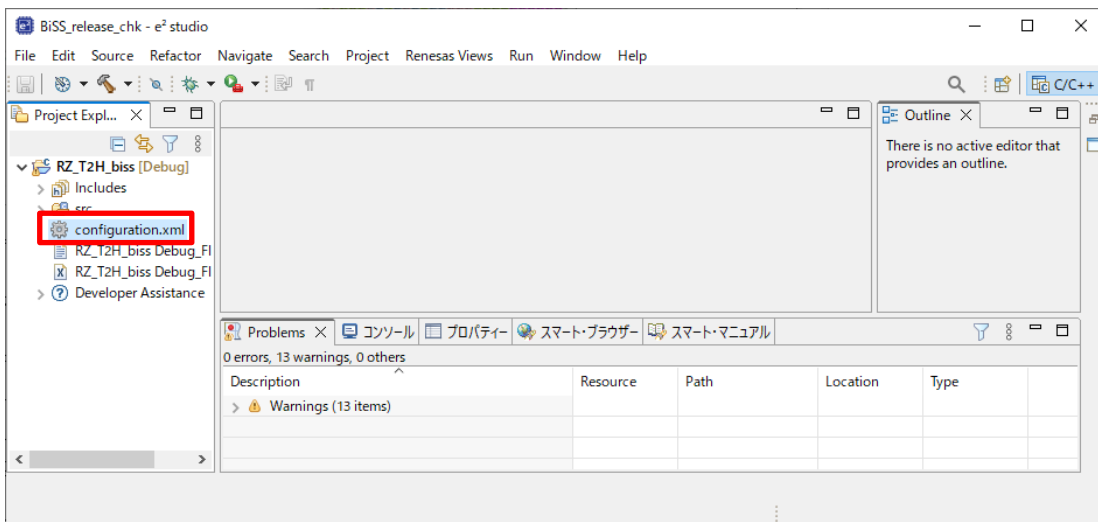 BiSS_release_chk - e² studio
File Edit Source Refactor Navigate Search Project Renesas Views Run Window Help
C/C++
Project Expl...
RZ_T2H_biss [Debug]
Includes
src
configuration.xml
RZ_T2H_biss Debug_Fl
RZ_T2H_biss Debug_Fl
Developer Assistance
Outline
There is no active editor that
provides an outline.
Problems コンソール プロパティー スマート・ブラウザー スマート・マニュアル
0 errors, 13 warnings, 0 others
Description Resource Path Location Type
Warnings (13 items)